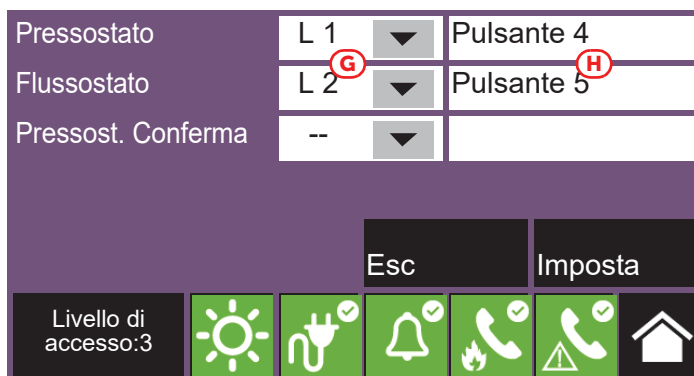 Pressostato L 1 Pulsante 4
G H
Flussostato L 2 Pulsante 5
Pressost. Conferma --
Esc Imposta
Livello di
accesso:3